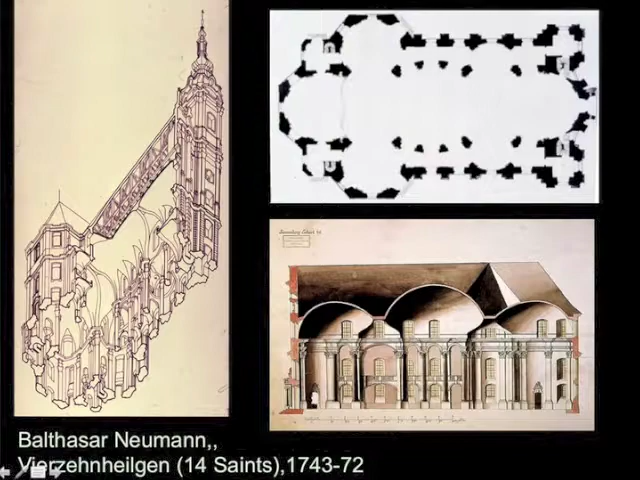 Balthasar Neumann,,
Vierzehnheilgen (14 Saints),1743-72